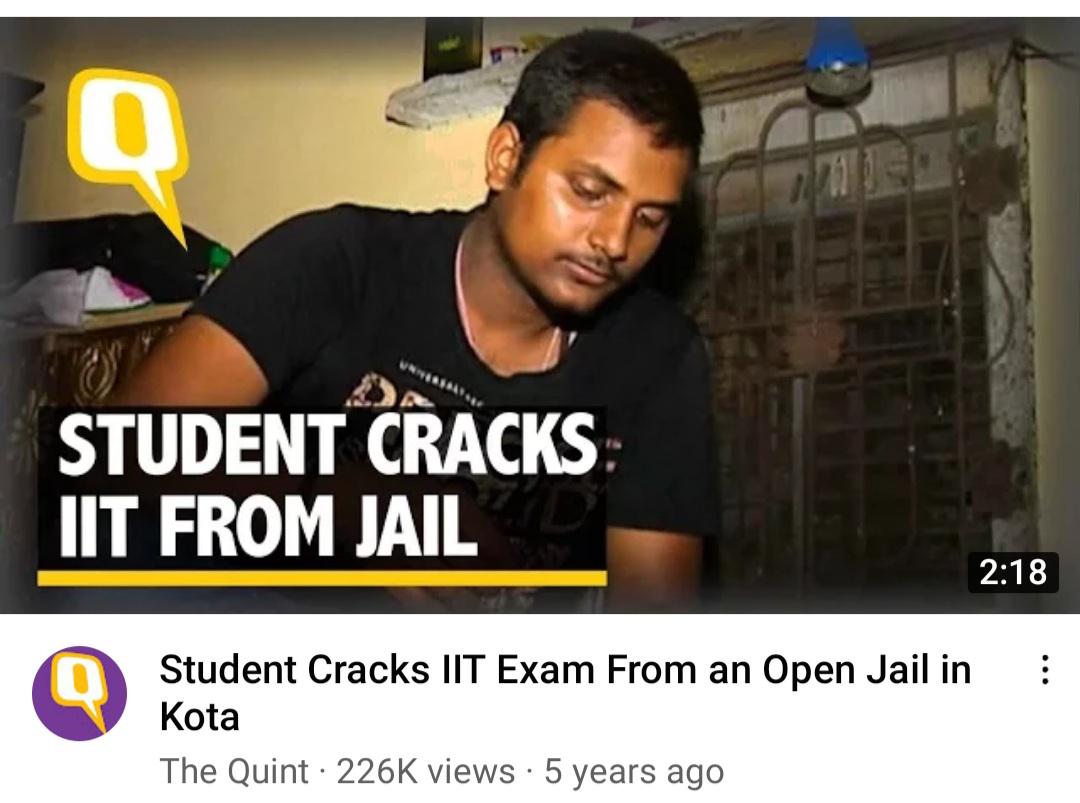 Q
UNIVERSAL
STUDENT CRACKS
IIT FROM JAIL
2:18
Q
Student Cracks IIT Exam From an Open Jail in
Kota
The Quint · 226K views · 5 years ago